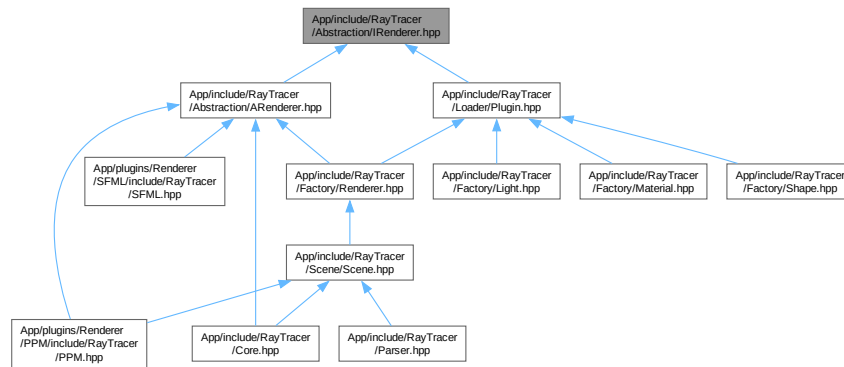 App/include/RayTracer
/Abstraction/IRenderer.hpp
App/include/RayTracer
/Abstraction/ARenderer.hpp
App/include/RayTracer
/Loader/Plugin.hpp
App/plugins/Renderer
/SFML/include/RayTracer
/SFML.hpp
App/include/RayTracer
/Factory/Renderer.hpp
App/include/RayTracer
/Factory/Light.hpp
App/include/RayTracer
/Factory/Material.hpp
App/include/RayTracer
/Factory/Shape.hpp
App/include/RayTracer
/Scene/Scene.hpp
App/plugins/Renderer
/PPM/include/RayTracer
/PPM.hpp
App/include/RayTracer
/Core.hpp
App/include/RayTracer
/Parser.hpp